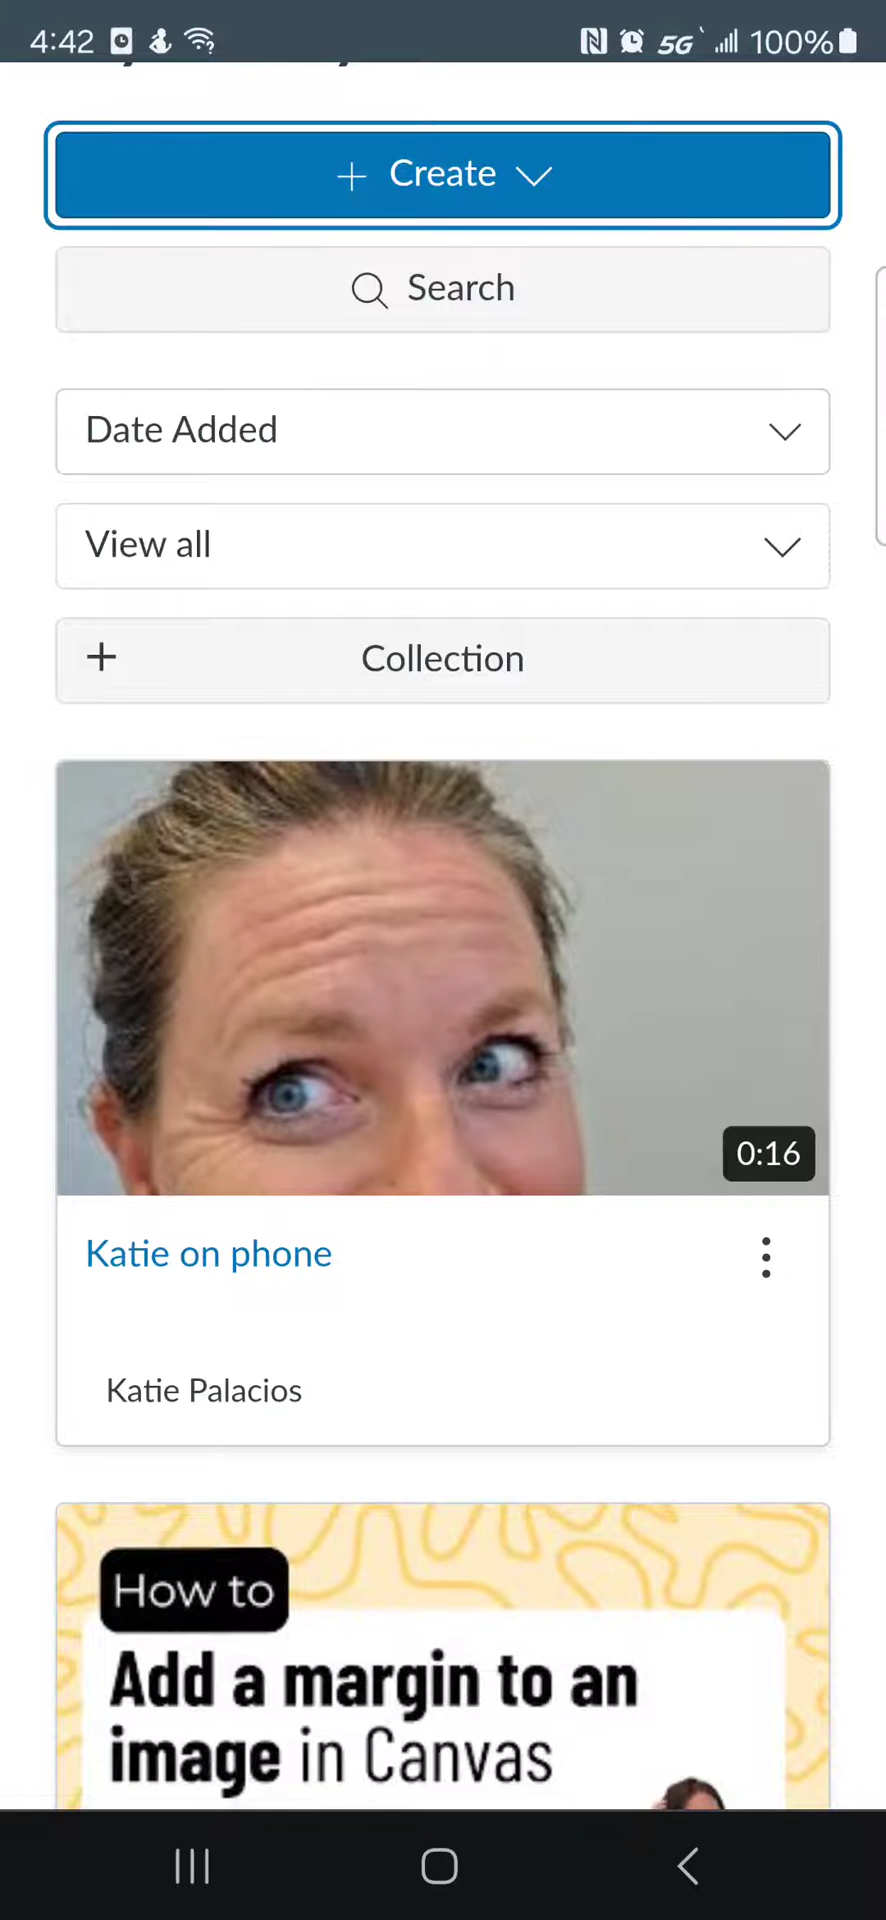 4:42 5G 100%
Create
Search
Date Added
View all
+ Collection
0:16
Katie on phone
Katie Palacios
How to
Add a margin to an
image in Canvas